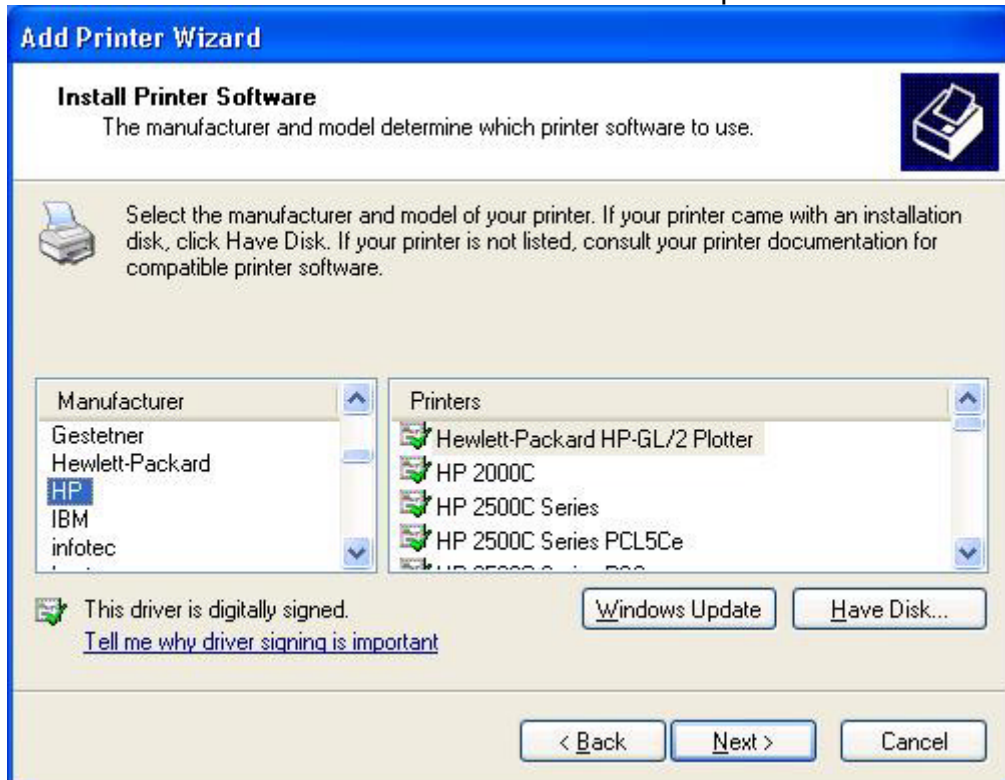 Add Printer Wizard
Install Printer Software
The manufacturer and model determine which printer software to use.
Select the manufacturer and model of your printer. If your printer came with an installation
disk, click Have Disk. If your printer is not listed, consult your printer documentation for
compatible printer software.
Manufacturer
Gestetner
Hewlett-Packard
HP
IBM
infotec
Printers
Hewlett-Packard HP-GL/2 Plotter
HP 2000C
HP 2500C Series
HP 2500C Series PCL5Ce
This driver is digitally signed.
Tell me why driver signing is important
Windows Update
Have Disk...
< Back
Next >
Cancel